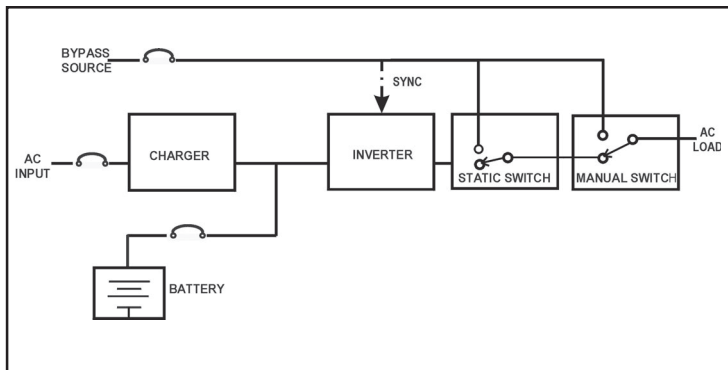 BYPASS
SOURCE
SYNC
AC
INPUT
CHARGER
INVERTER
STATIC SWITCH
MANUAL SWITCH
AC
LOAD
BATTERY